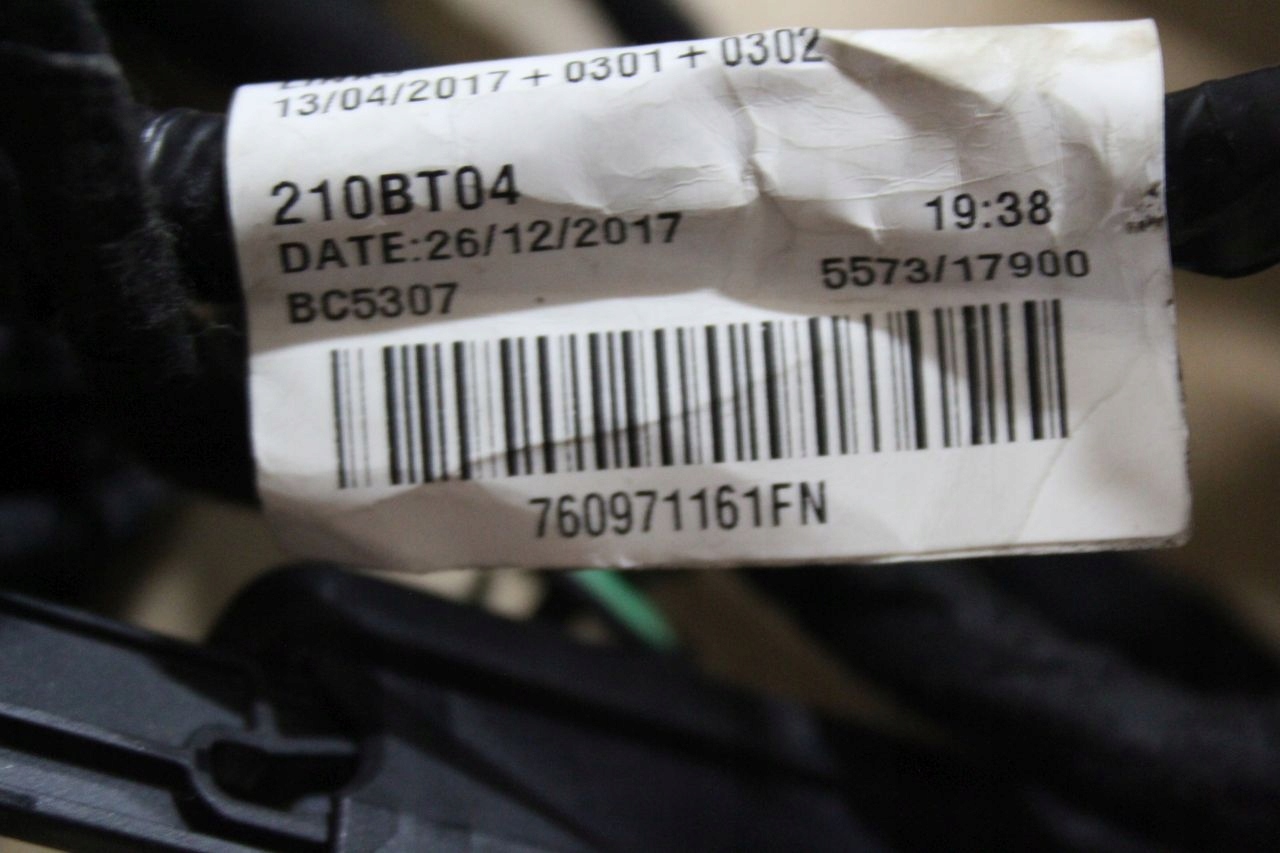 13/04/2017 + 0301 + 0302
210BT04
19:38
DATE:26/12/2017
5573/17900
BC5307
760971161FN